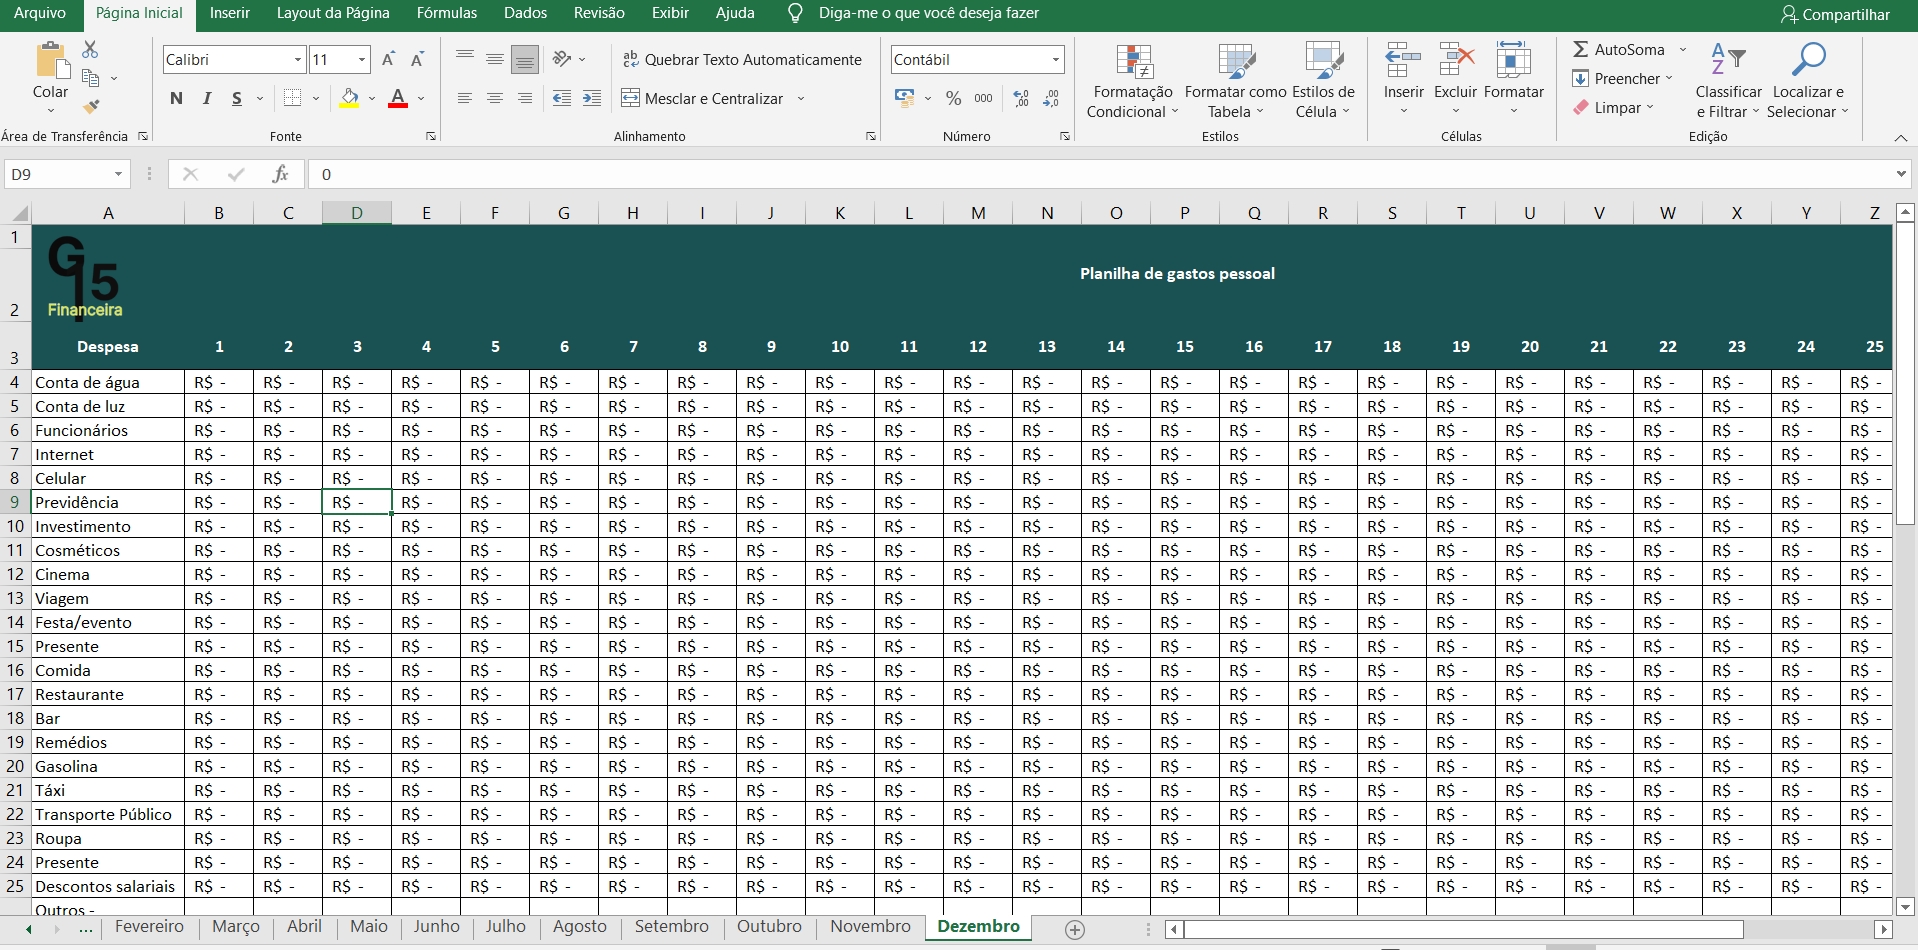 Arquivo Página Inicial Inserir Layout da Página Fórmulas Dados Revisão Exibir Ajuda Diga-me o que você deseja fazer Compartilhar
Calibri 11 Quebrar Texto Automaticamente Contábil AutoSoma
Preencher
Colar Formatação Formatar como Estilos de Inserir Excluir Formatar Classificar Localizar e
N I S Mesclar e Centralizar % 000 Limpar
Condicional Tabela Célula e Filtrar Selecionar
Área de Transferência Fonte Alinhamento Número Estilos Células Edição
D9 fx 0
A B C D E F G H I J K L M N O P Q R S T U V W X Y Z
1
G15
Planilha de gastos pessoal
2 Financeira
3 Despesa 1 2 3 4 5 6 7 8 9 10 11 12 13 14 15 16 17 18 19 20 21 22 23 24 25
4 Conta de água R$ - R$ - R$ - R$ - R$ - R$ - R$ - R$ - R$ - R$ - R$ - R$ - R$ - R$ - R$ - R$ - R$ - R$ - R$ - R$ - R$ - R$ - R$ - R$ - R$ -
5 Conta de luz R$ - R$ - R$ - R$ - R$ - R$ - R$ - R$ - R$ - R$ - R$ - R$ - R$ - R$ - R$ - R$ - R$ - R$ - R$ - R$ - R$ - R$ - R$ - R$ - R$ -
6 Funcionários R$ - R$ - R$ - R$ - R$ - R$ - R$ - R$ - R$ - R$ - R$ - R$ - R$ - R$ - R$ - R$ - R$ - R$ - R$ - R$ - R$ - R$ - R$ - R$ - R$ -
7 Internet R$ - R$ - R$ - R$ - R$ - R$ - R$ - R$ - R$ - R$ - R$ - R$ - R$ - R$ - R$ - R$ - R$ - R$ - R$ - R$ - R$ - R$ - R$ - R$ - R$ -
8 Celular R$ - R$ - R$ - R$ - R$ - R$ - R$ - R$ - R$ - R$ - R$ - R$ - R$ - R$ - R$ - R$ - R$ - R$ - R$ - R$ - R$ - R$ - R$ - R$ - R$ -
9 Previdência R$ - R$ - R$ - R$ - R$ - R$ - R$ - R$ - R$ - R$ - R$ - R$ - R$ - R$ - R$ - R$ - R$ - R$ - R$ - R$ - R$ - R$ - R$ - R$ - R$ -
10 Investimento R$ - R$ - R$ - R$ - R$ - R$ - R$ - R$ - R$ - R$ - R$ - R$ - R$ - R$ - R$ - R$ - R$ - R$ - R$ - R$ - R$ - R$ - R$ - R$ - R$ -
11 Cosméticos R$ - R$ - R$ - R$ - R$ - R$ - R$ - R$ - R$ - R$ - R$ - R$ - R$ - R$ - R$ - R$ - R$ - R$ - R$ - R$ - R$ - R$ - R$ - R$ - R$ -
12 Cinema R$ - R$ - R$ - R$ - R$ - R$ - R$ - R$ - R$ - R$ - R$ - R$ - R$ - R$ - R$ - R$ - R$ - R$ - R$ - R$ - R$ - R$ - R$ - R$ - R$ -
13 Viagem R$ - R$ - R$ - R$ - R$ - R$ - R$ - R$ - R$ - R$ - R$ - R$ - R$ - R$ - R$ - R$ - R$ - R$ - R$ - R$ - R$ - R$ - R$ - R$ - R$ -
14 Festa/evento R$ - R$ - R$ - R$ - R$ - R$ - R$ - R$ - R$ - R$ - R$ - R$ - R$ - R$ - R$ - R$ - R$ - R$ - R$ - R$ - R$ - R$ - R$ - R$ - R$ -
15 Presente R$ - R$ - R$ - R$ - R$ - R$ - R$ - R$ - R$ - R$ - R$ - R$ - R$ - R$ - R$ - R$ - R$ - R$ - R$ - R$ - R$ - R$ - R$ - R$ - R$ -
16 Comida R$ - R$ - R$ - R$ - R$ - R$ - R$ - R$ - R$ - R$ - R$ - R$ - R$ - R$ - R$ - R$ - R$ - R$ - R$ - R$ - R$ - R$ - R$ - R$ - R$ -
17 Restaurante R$ - R$ - R$ - R$ - R$ - R$ - R$ - R$ - R$ - R$ - R$ - R$ - R$ - R$ - R$ - R$ - R$ - R$ - R$ - R$ - R$ - R$ - R$ - R$ - R$ -
18 Bar R$ - R$ - R$ - R$ - R$ - R$ - R$ - R$ - R$ - R$ - R$ - R$ - R$ - R$ - R$ - R$ - R$ - R$ - R$ - R$ - R$ - R$ - R$ - R$ - R$ -
19 Remédios R$ - R$ - R$ - R$ - R$ - R$ - R$ - R$ - R$ - R$ - R$ - R$ - R$ - R$ - R$ - R$ - R$ - R$ - R$ - R$ - R$ - R$ - R$ - R$ - R$ -
20 Gasolina R$ - R$ - R$ - R$ - R$ - R$ - R$ - R$ - R$ - R$ - R$ - R$ - R$ - R$ - R$ - R$ - R$ - R$ - R$ - R$ - R$ - R$ - R$ - R$ - R$ -
21 Táxi R$ - R$ - R$ - R$ - R$ - R$ - R$ - R$ - R$ - R$ - R$ - R$ - R$ - R$ - R$ - R$ - R$ - R$ - R$ - R$ - R$ - R$ - R$ - R$ - R$ -
22 Transporte Público R$ - R$ - R$ - R$ - R$ - R$ - R$ - R$ - R$ - R$ - R$ - R$ - R$ - R$ - R$ - R$ - R$ - R$ - R$ - R$ - R$ - R$ - R$ - R$ - R$ -
23 Roupa R$ - R$ - R$ - R$ - R$ - R$ - R$ - R$ - R$ - R$ - R$ - R$ - R$ - R$ - R$ - R$ - R$ - R$ - R$ - R$ - R$ - R$ - R$ - R$ - R$ -
24 Presente R$ - R$ - R$ - R$ - R$ - R$ - R$ - R$ - R$ - R$ - R$ - R$ - R$ - R$ - R$ - R$ - R$ - R$ - R$ - R$ - R$ - R$ - R$ - R$ - R$ -
25 Descontos salariais R$ - R$ - R$ - R$ - R$ - R$ - R$ - R$ - R$ - R$ - R$ - R$ - R$ - R$ - R$ - R$ - R$ - R$ - R$ - R$ - R$ - R$ - R$ - R$ - R$ -
Outros -
... Fevereiro Março Abril Maio Junho Julho Agosto Setembro Outubro Novembro Dezembro